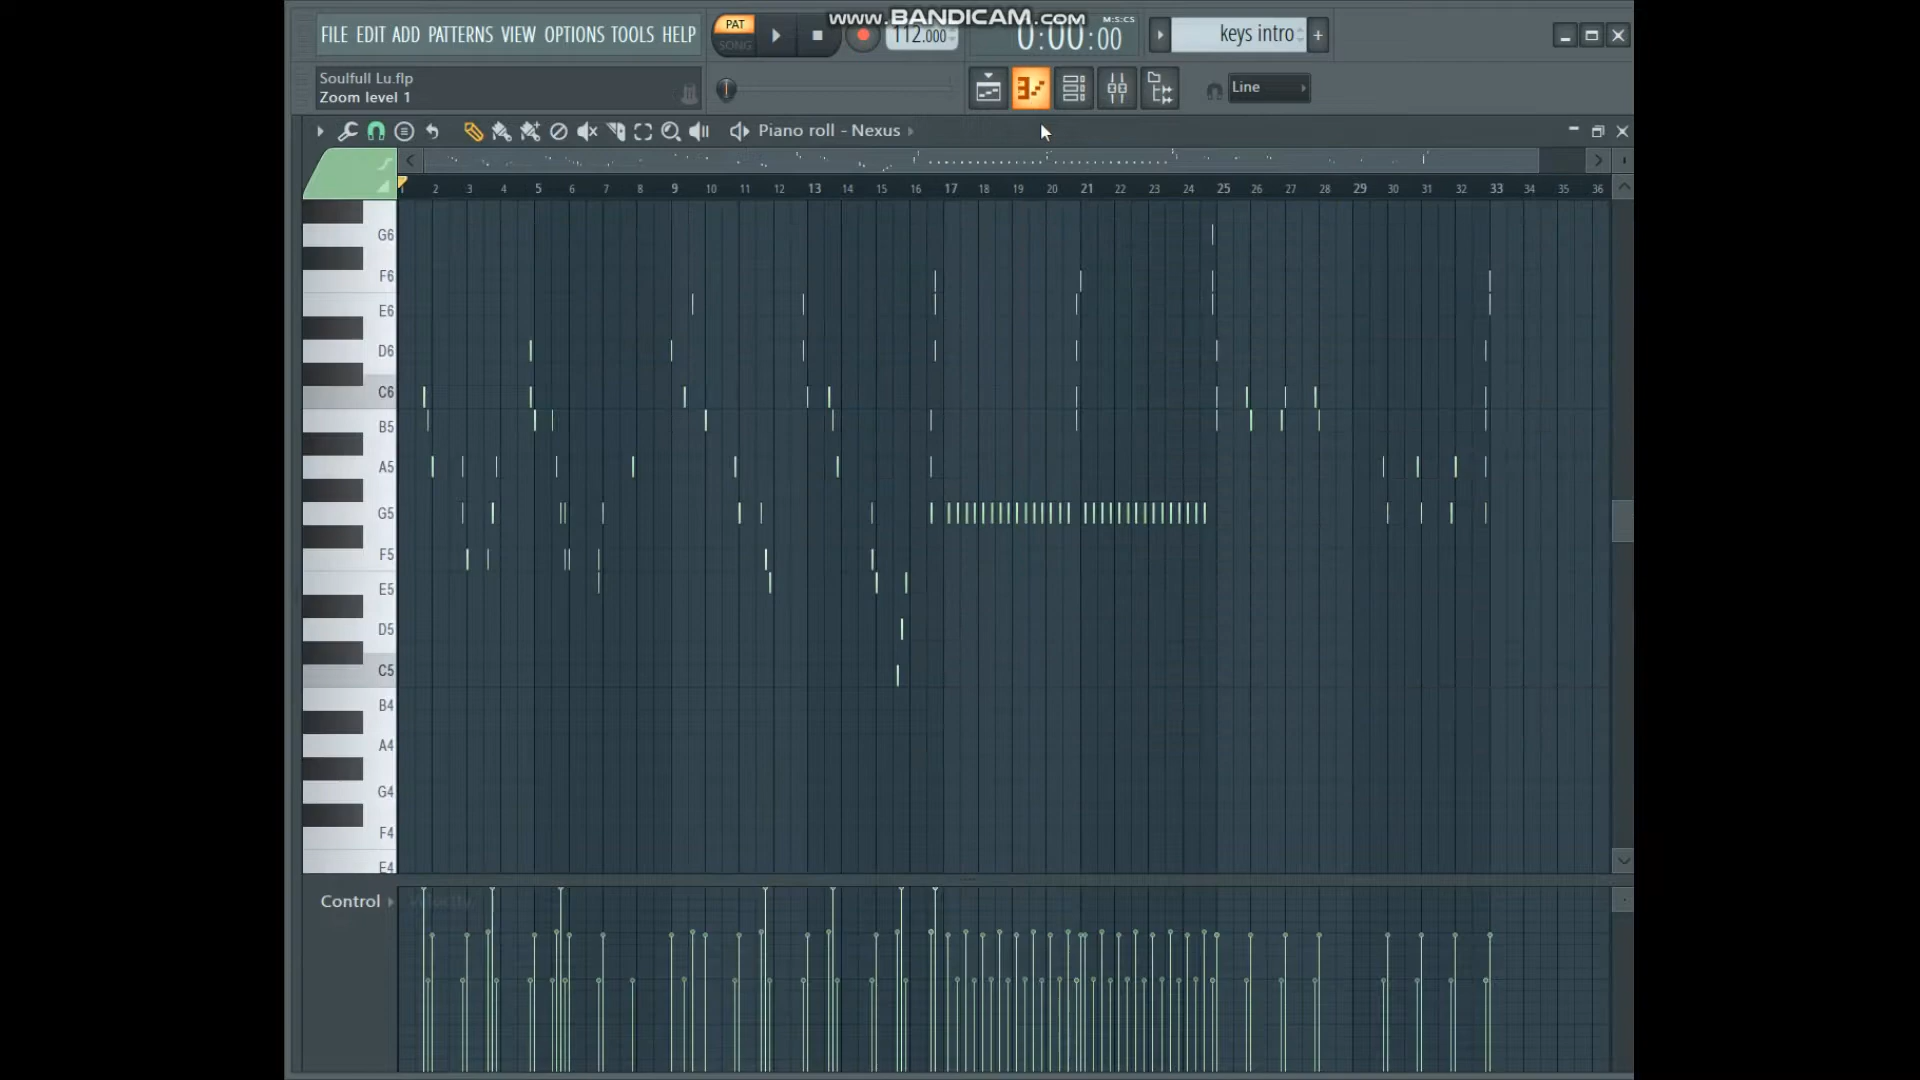 www.BANDICAM.com
FILE EDIT ADD PATTERNS VIEW OPTIONS TOOLS HELP
PAT
SONG
112.000
M:S:CS
0:00:00
keys intro
+
Soulfull Lu.flp
Zoom level 1
Line
Piano roll - Nexus
1 2 3 4 5 6 7 8 9 10 11 12 13 14 15 16 17 18 19 20 21 22 23 24 25 26 27 28 29 30 31 32 33 34 35 36
G6
F6
E6
D6
C6
B5
A5
G5
F5
E5
D5
C5
B4
A4
G4
F4
E4
Control